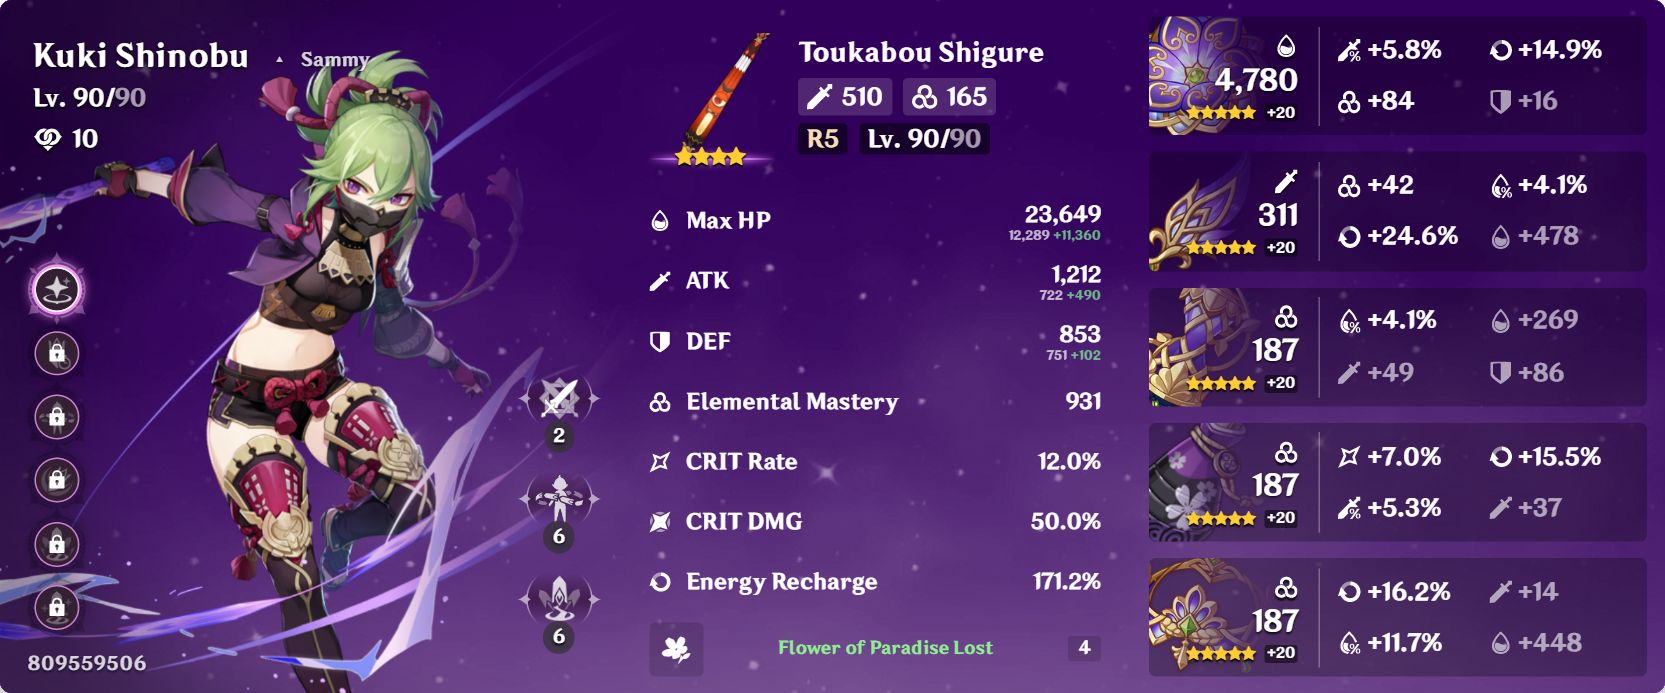 Kuki Shinobu ▲ Sammy
Lv. 90/90
10
2
6
6
809559506
Toukabou Shigure
510 165
R5 Lv. 90/90
Max HP 23,649
12,289 +11,360
ATK 1,212
722 +490
DEF 853
751 +102
Elemental Mastery 931
CRIT Rate 12.0%
CRIT DMG 50.0%
Energy Recharge 171.2%
Flower of Paradise Lost 4
4,780
+20
+5.8% +14.9%
+84 +16
311
+20
+42 +4.1%
+24.6% +478
187
+20
+4.1% +269
+49 +86
187
+20
+7.0% +15.5%
+5.3% +37
187
+20
+16.2% +14
+11.7% +448